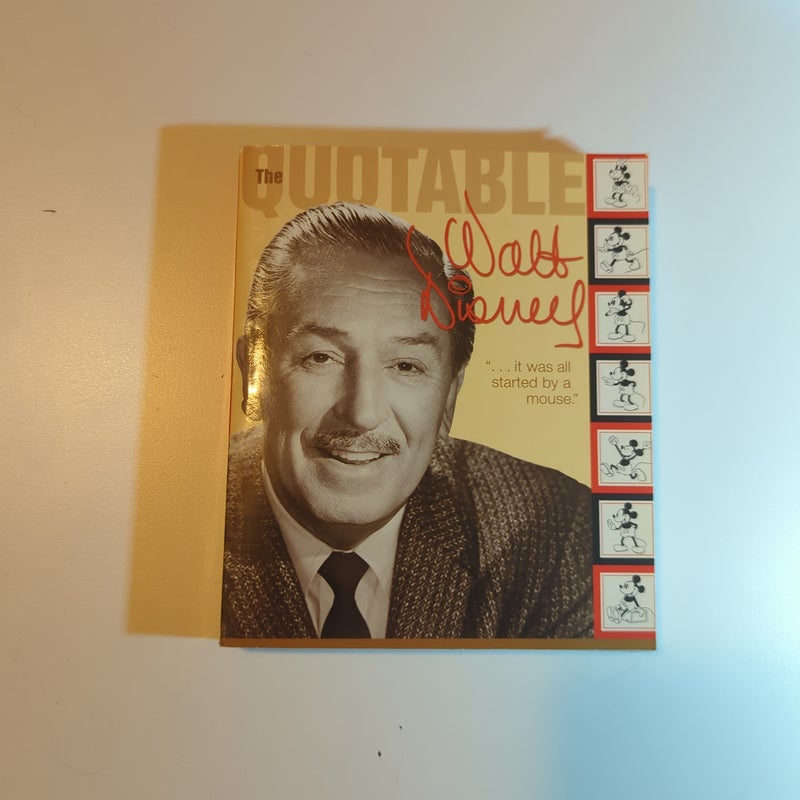 The
QUOTABLE
Walt
Disney
“. . . it was all
started by a
mouse.”